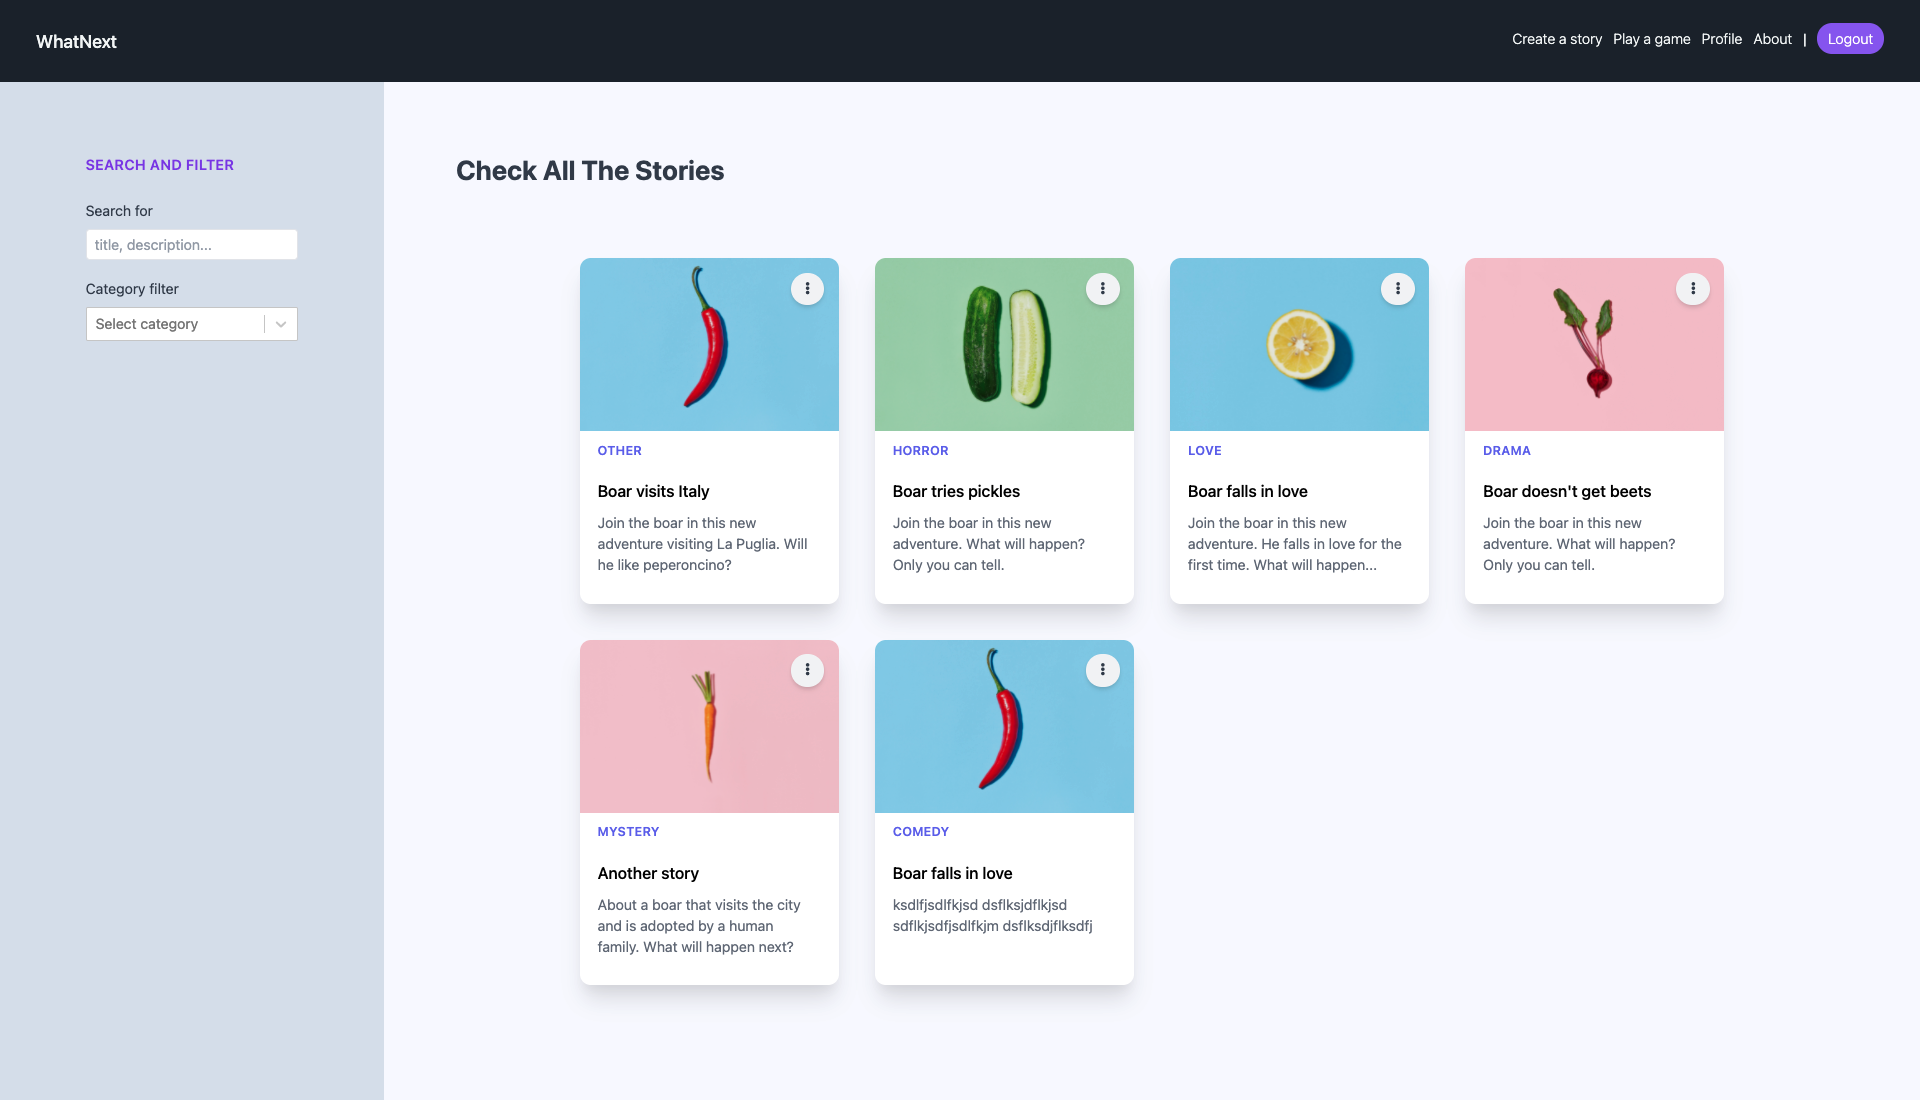 WhatNext
Create a story Play a game Profile About | Logout
SEARCH AND FILTER
Search for
title, description...
Category filter
Select category
Check All The Stories
OTHER
Boar visits Italy
Join the boar in this new
adventure visiting La Puglia. Will
he like peperoncino?
HORROR
Boar tries pickles
Join the boar in this new
adventure. What will happen?
Only you can tell.
LOVE
Boar falls in love
Join the boar in this new
adventure. He falls in love for the
first time. What will happen...
DRAMA
Boar doesn't get beets
Join the boar in this new
adventure. What will happen?
Only you can tell.
MYSTERY
Another story
About a boar that visits the city
and is adopted by a human
family. What will happen next?
COMEDY
Boar falls in love
ksdlfjsdlfkjsd dsflksjdflkjsd
sdflkjsdfjsdlfkjm dsflksdjflksdfj